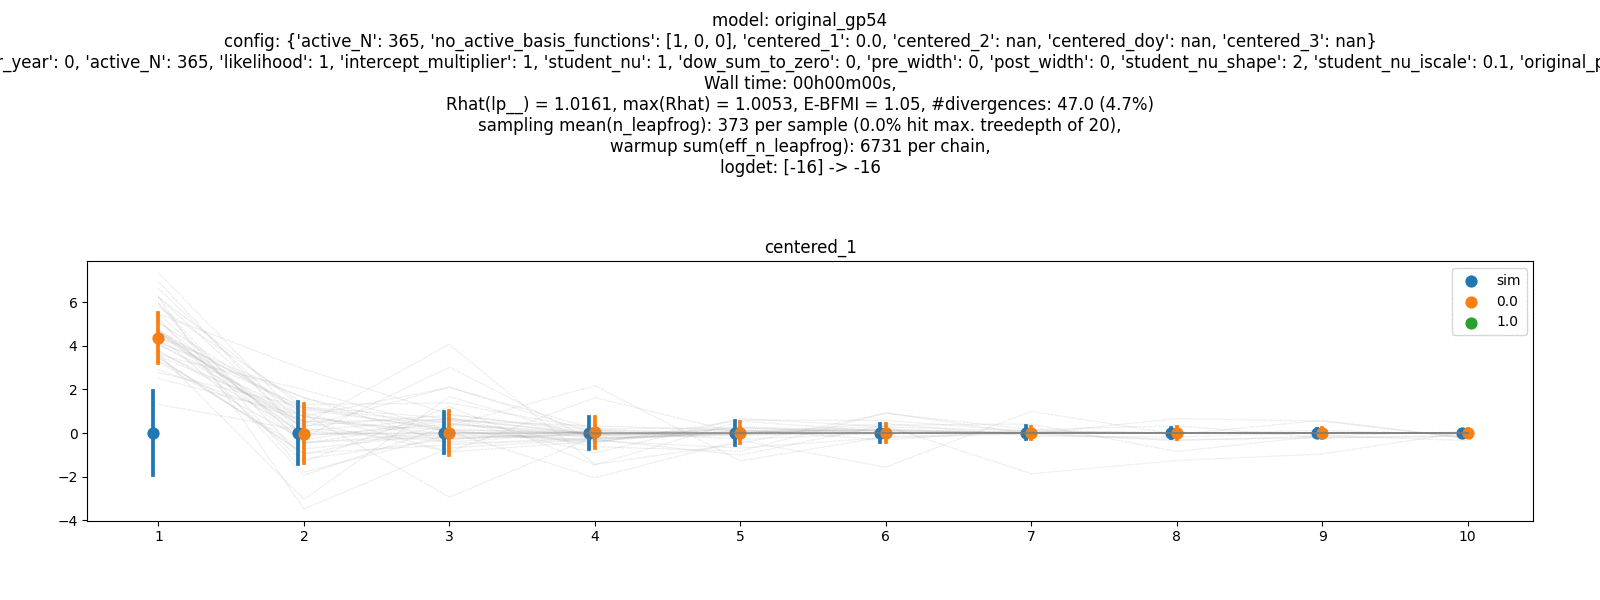 model: original_gp54
config: {'active_N': 365, 'no_active_basis_functions': [1, 0, 0], 'centered_1': 0.0, 'centered_2': nan, 'centered_doy': nan, 'centered_3': nan}
r_year': 0, 'active_N': 365, 'likelihood': 1, 'intercept_multiplier': 1, 'student_nu': 1, 'dow_sum_to_zero': 0, 'pre_width': 0, 'post_width': 0, 'student_nu_shape': 2, 'student_nu_iscale': 0.1, 'original_p
Wall time: 00h00m00s,
Rhat(lp__) = 1.0161, max(Rhat) = 1.0053, E-BFMI = 1.05, #divergences: 47.0 (4.7%)
sampling mean(n_leapfrog): 373 per sample (0.0% hit max. treedepth of 20),
warmup sum(eff_n_leapfrog): 6731 per chain,
logdet: [-16] -> -16
centered_1
sim
0.0
1.0
6
4
2
0
−2
−4
1 2 3 4 5 6 7 8 9 10